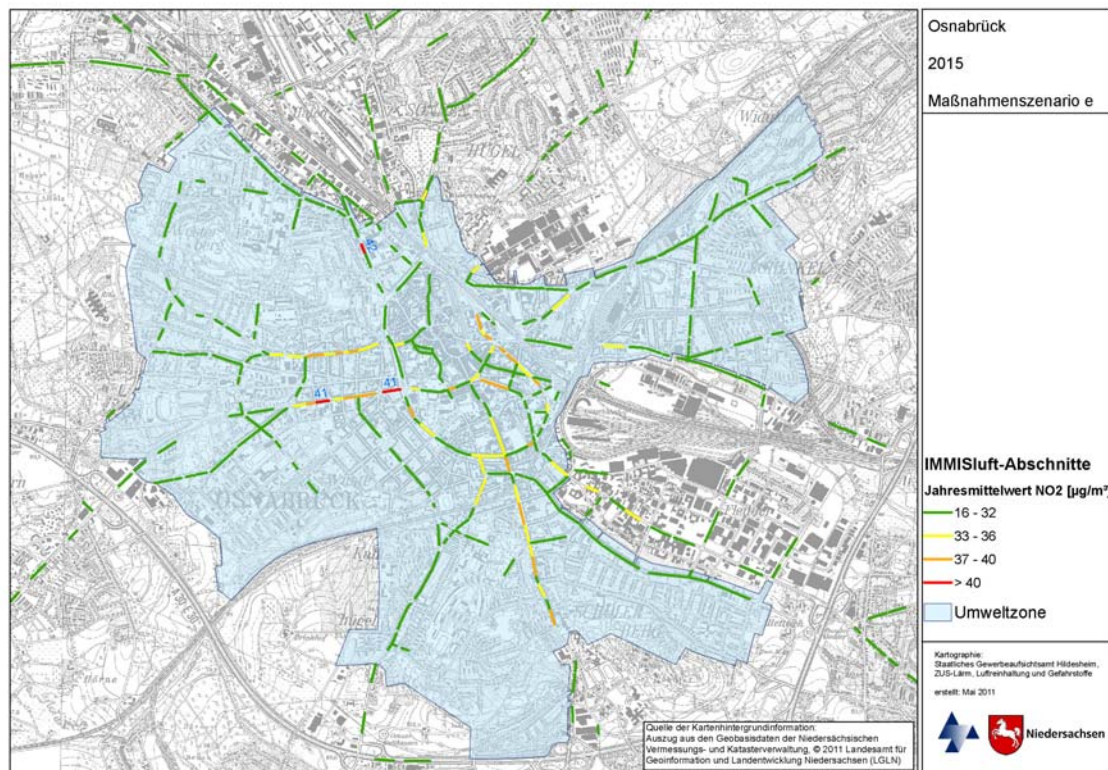 Osnabrück
2015
Maßnahmenszenario e
42
41
41
HÜGEL
OSNABRÜCK
IMMISluft-Abschnitte
Jahresmittelwert NO2 [µg/m³]
16 - 32
33 - 36
37 - 40
> 40
Umweltzone
Kartographie:
Staatliches Gewerbeaufsichtsamt Hildesheim,
ZUS-Lärm, Luftreinhaltung und Gefahrstoffe
erstellt: Mai 2011
Niedersachsen
Quelle der Kartenhintergrundinformation:
Auszug aus den Geobasisdaten der Niedersächsischen
Vermessungs- und Katasterverwaltung, © 2011 Landesamt für
Geoinformation und Landentwicklung Niedersachsen (LGLN)